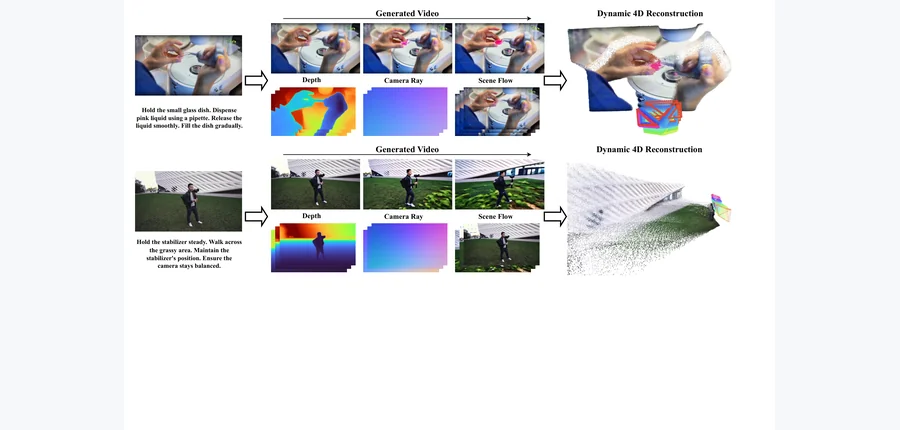 Generated Video
Dynamic 4D Reconstruction
Depth
Camera Ray
Scene Flow
Hold the small glass dish. Dispense
pink liquid using a pipette. Release the
liquid smoothly. Fill the dish gradually.
Generated Video
Dynamic 4D Reconstruction
Depth
Camera Ray
Scene Flow
Hold the stabilizer steady. Walk across
the grassy area. Maintain the
stabilizer's position. Ensure the
camera stays balanced.